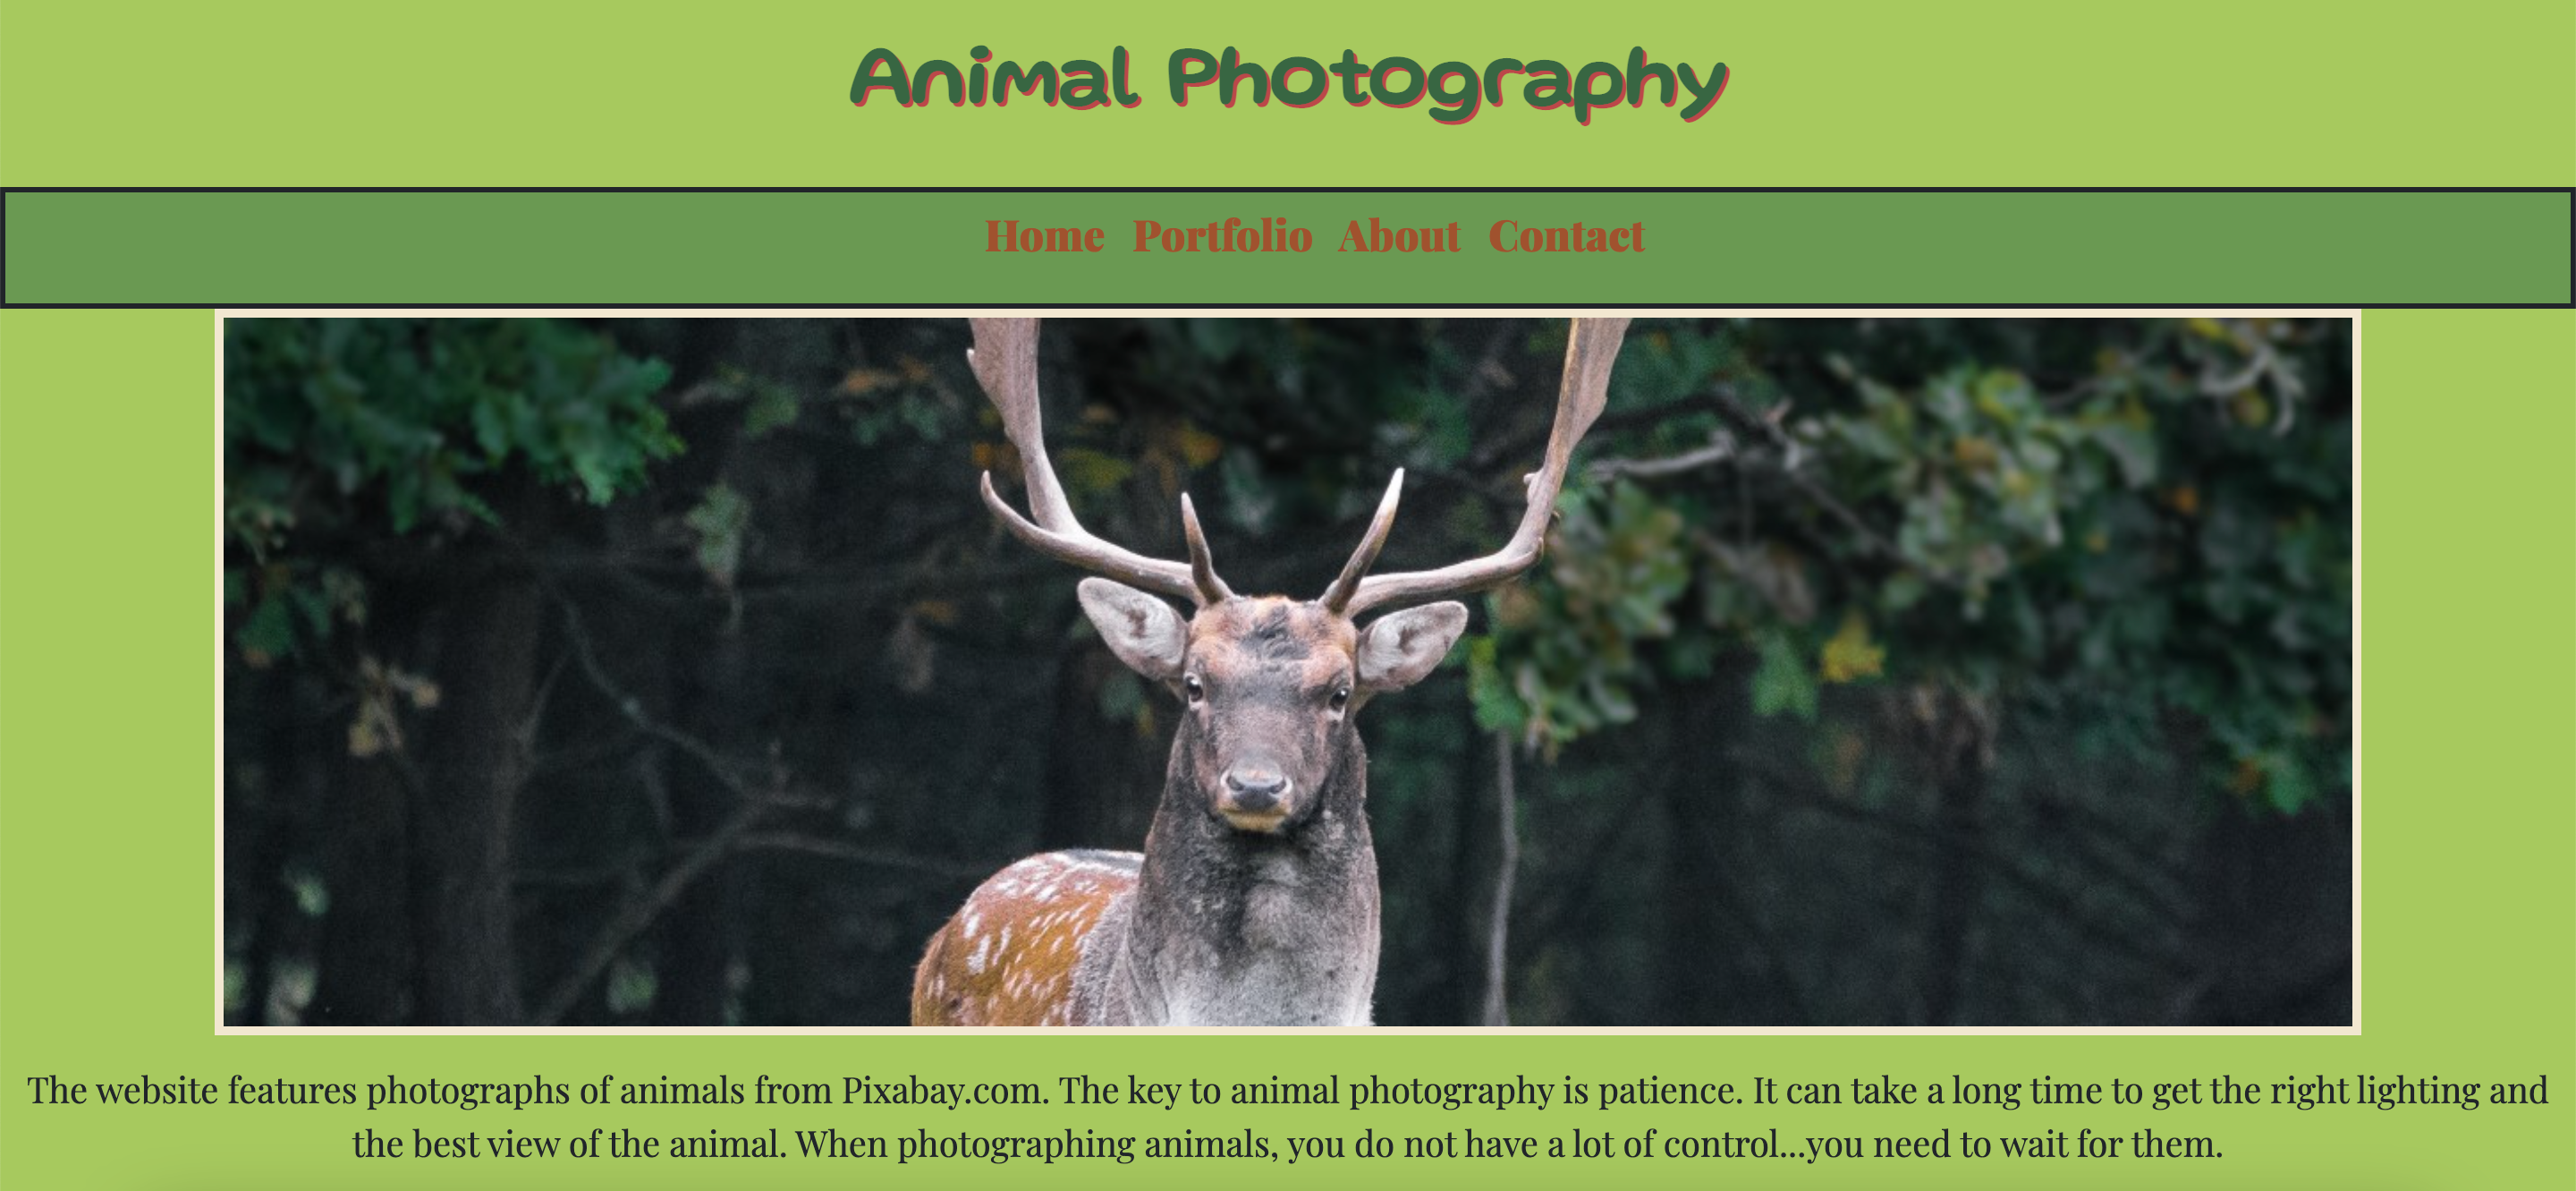 Animal Photography
Home Portfolio About Contact
The website features photographs of animals from Pixabay.com. The key to animal photography is patience. It can take a long time to get the right lighting and
the best view of the animal. When photographing animals, you do not have a lot of control...you need to wait for them.